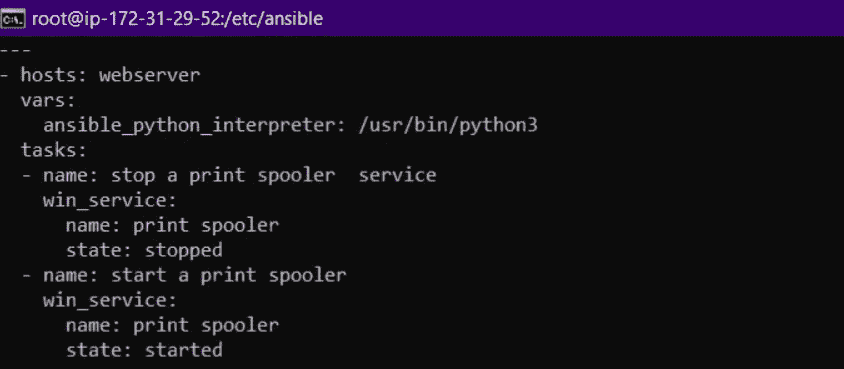 C:\. root@ip-172-31-29-52:/etc/ansible
---
- hosts: webserver
  vars:
    ansible_python_interpreter: /usr/bin/python3
  tasks:
  - name: stop a print spooler  service
    win_service:
      name: print spooler
      state: stopped
  - name: start a print spooler
    win_service:
      name: print spooler
      state: started